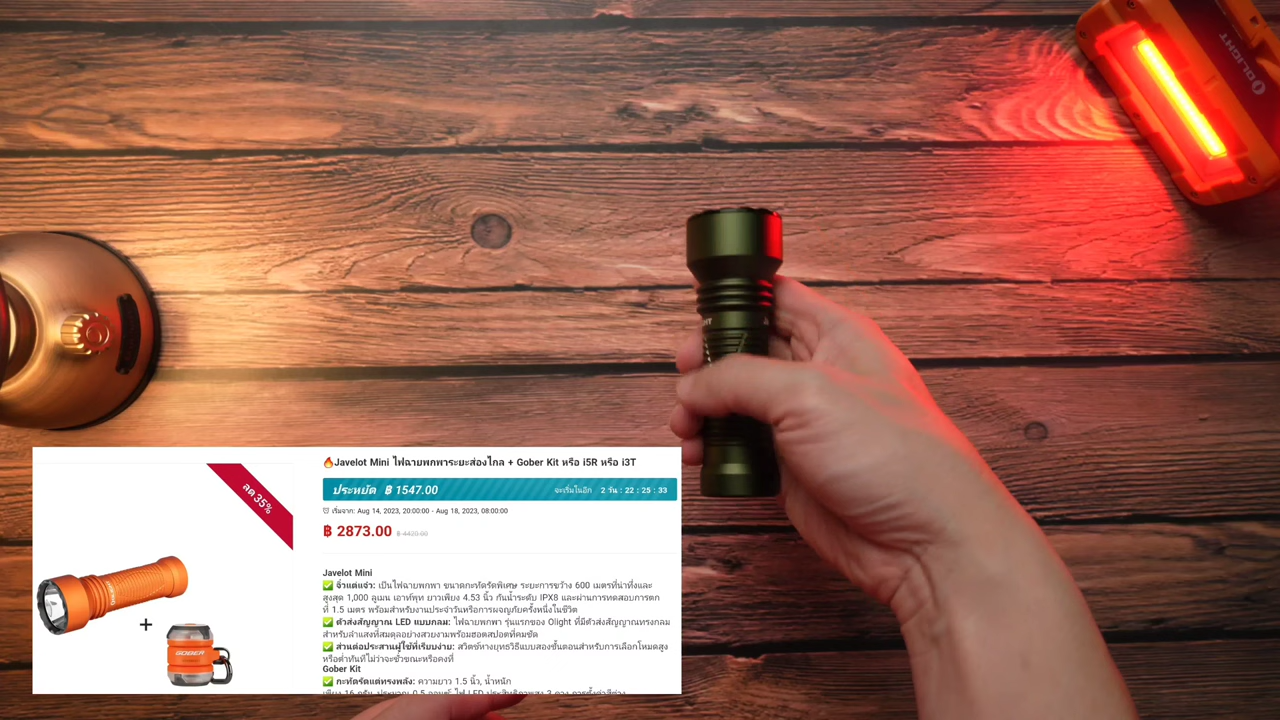 OLIGHT
ลด 35%
GOBER
🔥Javelot Mini ไฟฉายพกพาระยะส่องไกล + Gober Kit หรือ i5R หรือ i3T
ประหยัด ฿ 1547.00 จะเริ่มในอีก 2 วัน : 22 : 25 : 33
เริ่มจาก: Aug 14, 2023, 20:00:00 - Aug 18, 2023, 08:00:00
฿ 2873.00 ฿ 4420.00
Javelot Mini
✅ จิ๋วแต่แจ๋ว: เป็นไฟฉายพกพา ขนาดกะทัดรัดพิเศษ ระยะการขว้าง 600 เมตรที่น่าทึ่งและ
สูงสุด 1,000 ลูเมน เอาท์พุท ยาวเพียง 4.53 นิ้ว กันน้ำระดับ IPX8 และผ่านการทดสอบการตก
ที่ 1.5 เมตร พร้อมสำหรับงานประจำวันหรือการผจญภัยครั้งหนึ่งในชีวิต
✅ ตัวส่งสัญญาณ LED แบบกลม: ไฟฉายพกพา รุ่นแรกของ Olight ที่มีตัวส่งสัญญาณทรงกลม
สำหรับลำแสงที่สมดุลอย่างสวยงามพร้อมฮอตสปอตที่คมชัด
✅ ส่วนต่อประสานผู้ใช้ที่เรียบง่าย: สวิตช์หางยุทธวิธีแบบสองขั้นตอนสำหรับการเลือกโหมดสูง
หรือต่ำทันทีไม่ว่าจะชั่วขณะหรือคงที่
Gober Kit
✅ กะทัดรัดแต่ทรงพลัง: ความยาว 1.5 นิ้ว, น้ำหนัก